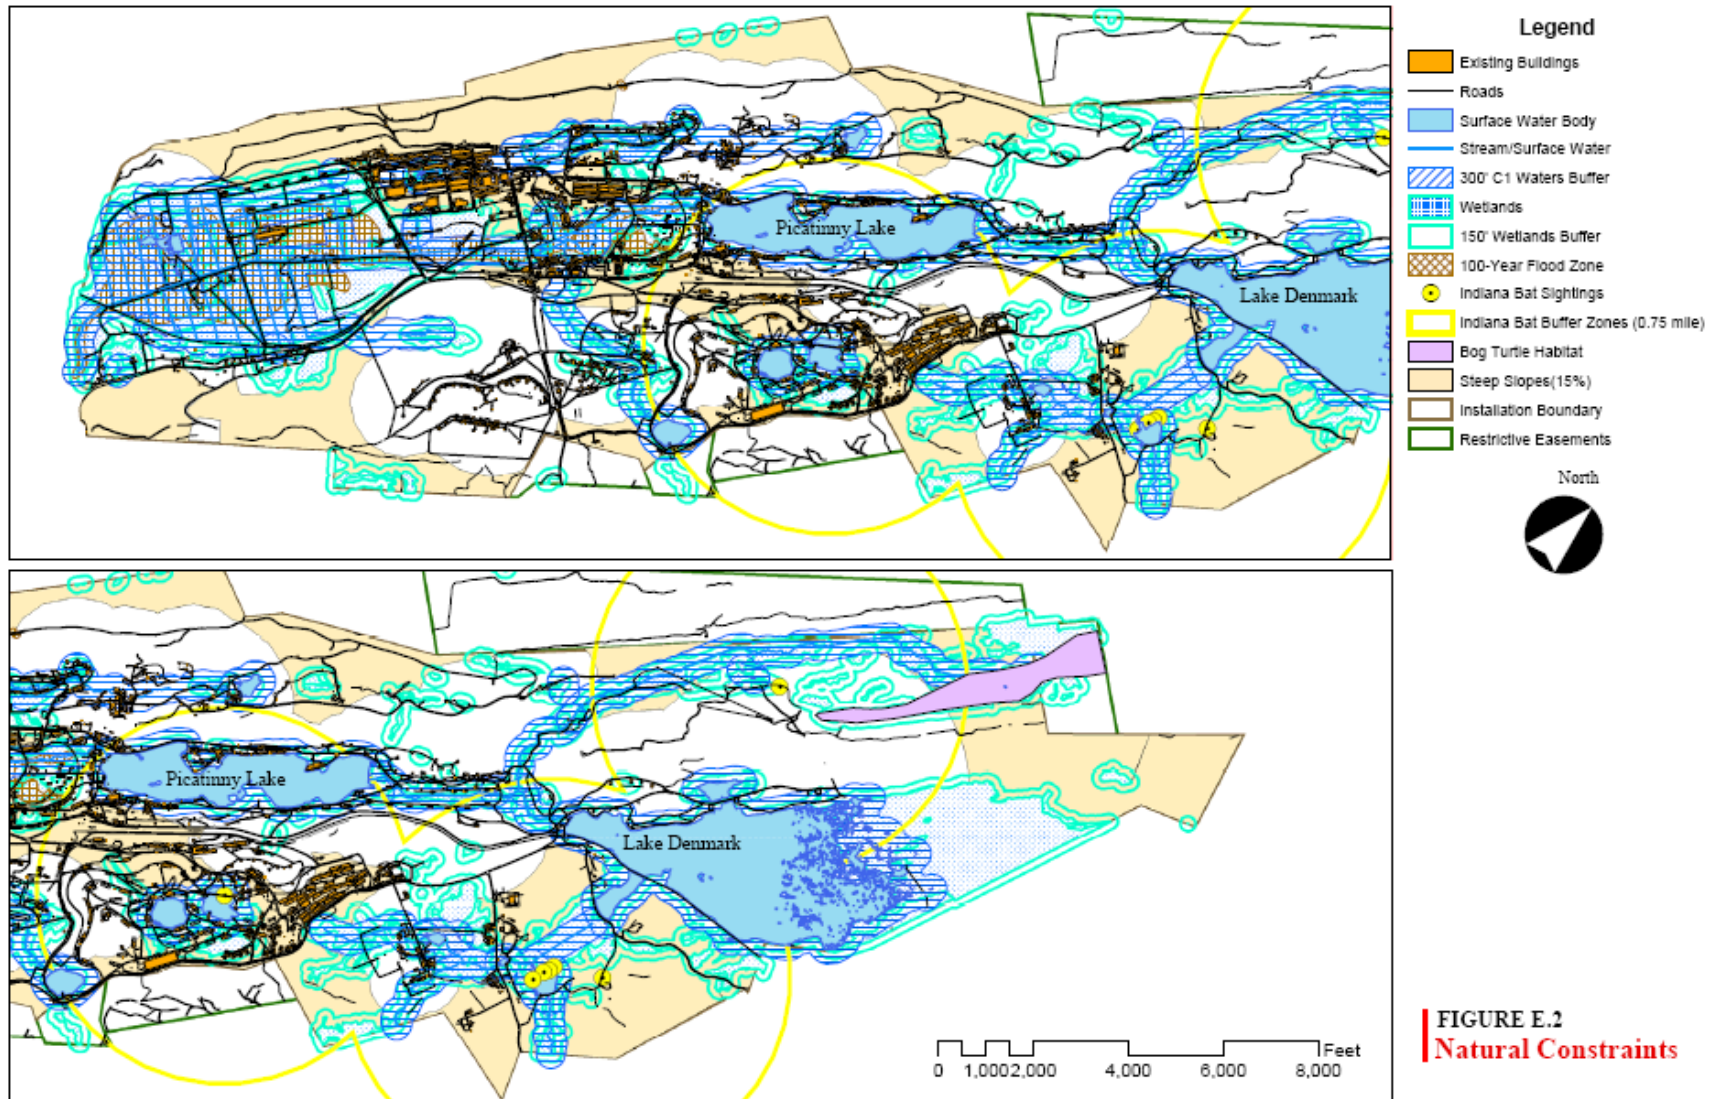 Legend
Existing Buildings
Roads
Surface Water Body
Stream/Surface Water
300' C1 Waters Buffer
Wetlands
150' Wetlands Buffer
100-Year Flood Zone
Indiana Bat Sightings
Indiana Bat Buffer Zones (0.75 mile)
Bog Turtle Habitat
Steep Slopes(15%)
Installation Boundary
Restrictive Easements
North
Picatinny Lake
Lake Denmark
Picatinny Lake
Lake Denmark
Feet
0 1,000 2,000 4,000 6,000 8,000
FIGURE E.2
Natural Constraints